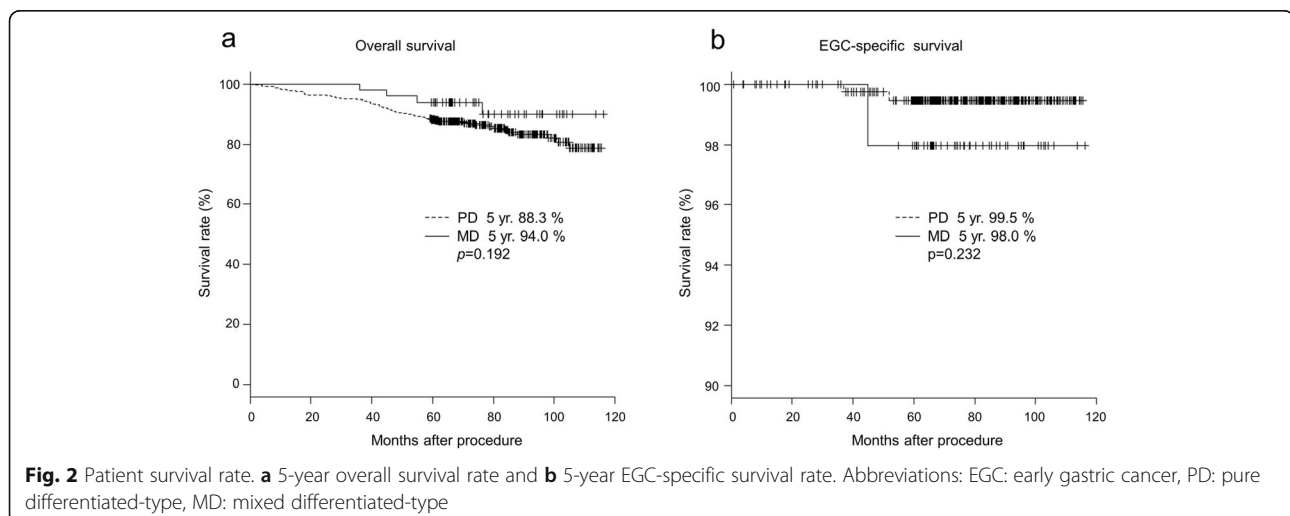 a
Overall survival
100
80
60
40
20
0
Survival rate (%)
PD 5 yr. 88.3 %
MD 5 yr. 94.0 %
p=0.192
0 20 40 60 80 100 120
Months after procedure
b
EGC-specific survival
100
98
96
94
92
90
Survival rate (%)
PD 5 yr. 99.5 %
MD 5 yr. 98.0 %
p=0.232
0 20 40 60 80 100 120
Months after procedure
Fig. 2 Patient survival rate. a 5-year overall survival rate and b 5-year EGC-specific survival rate. Abbreviations: EGC: early gastric cancer, PD: pure
differentiated-type, MD: mixed differentiated-type